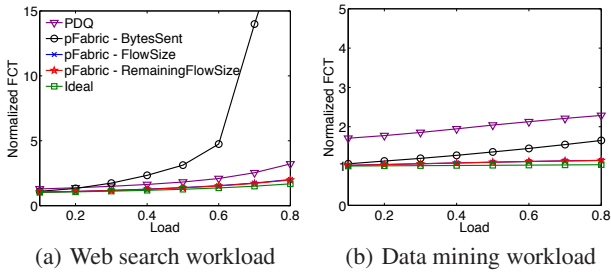 15
10
5
0
Normalized FCT
PDQ
pFabric - BytesSent
pFabric - FlowSize
pFabric - RemainingFlowSize
Ideal
0.2 0.4 0.6 0.8
Load
(a) Web search workload
5
4
3
2
1
0
Normalized FCT
0.2 0.4 0.6 0.8
Load
(b) Data mining workload